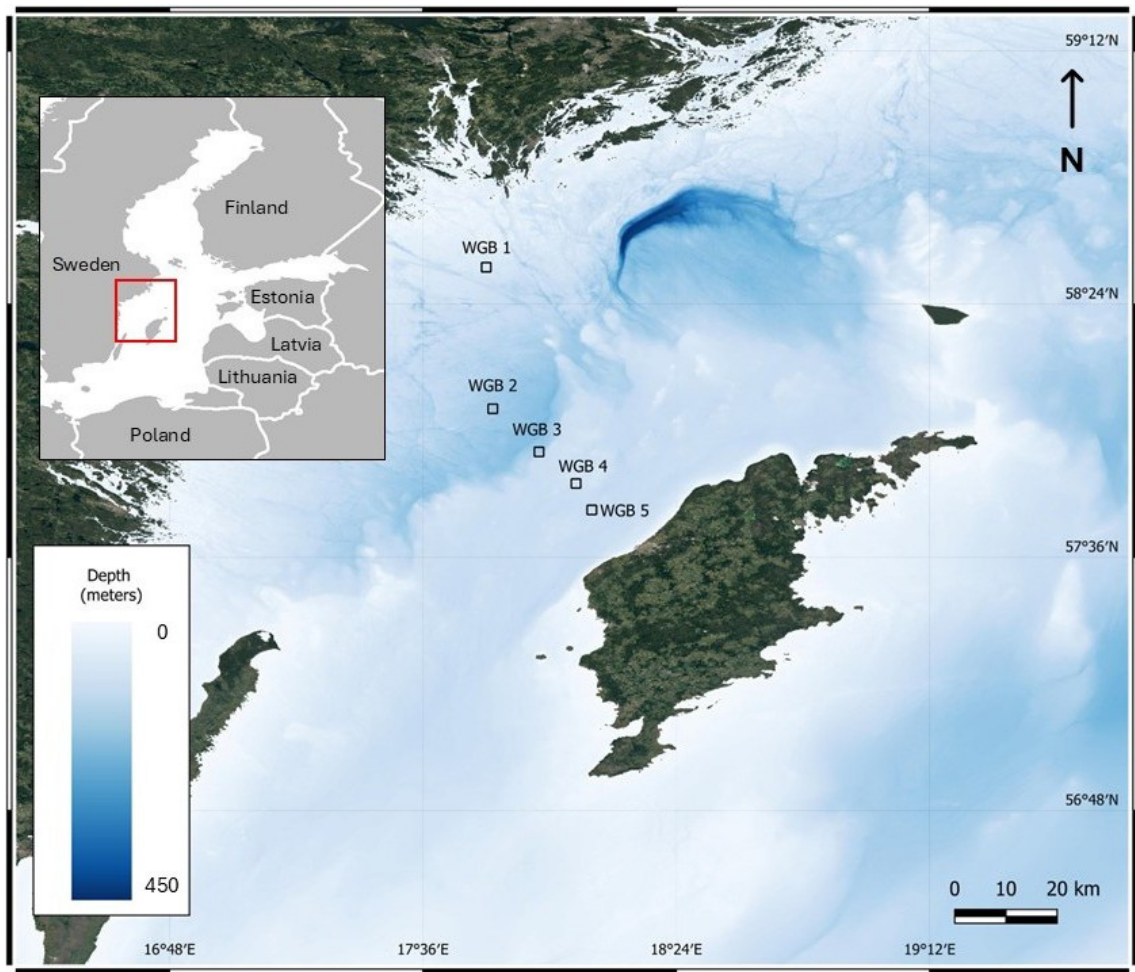 59°12'N
N
Finland
Sweden
Estonia
Latvia
Lithuania
Poland
WGB 1
58°24'N
WGB 2
WGB 3
WGB 4
WGB 5
57°36'N
Depth
(meters)
0
450
56°48'N
0 10 20 km
16°48'E 17°36'E 18°24'E 19°12'E